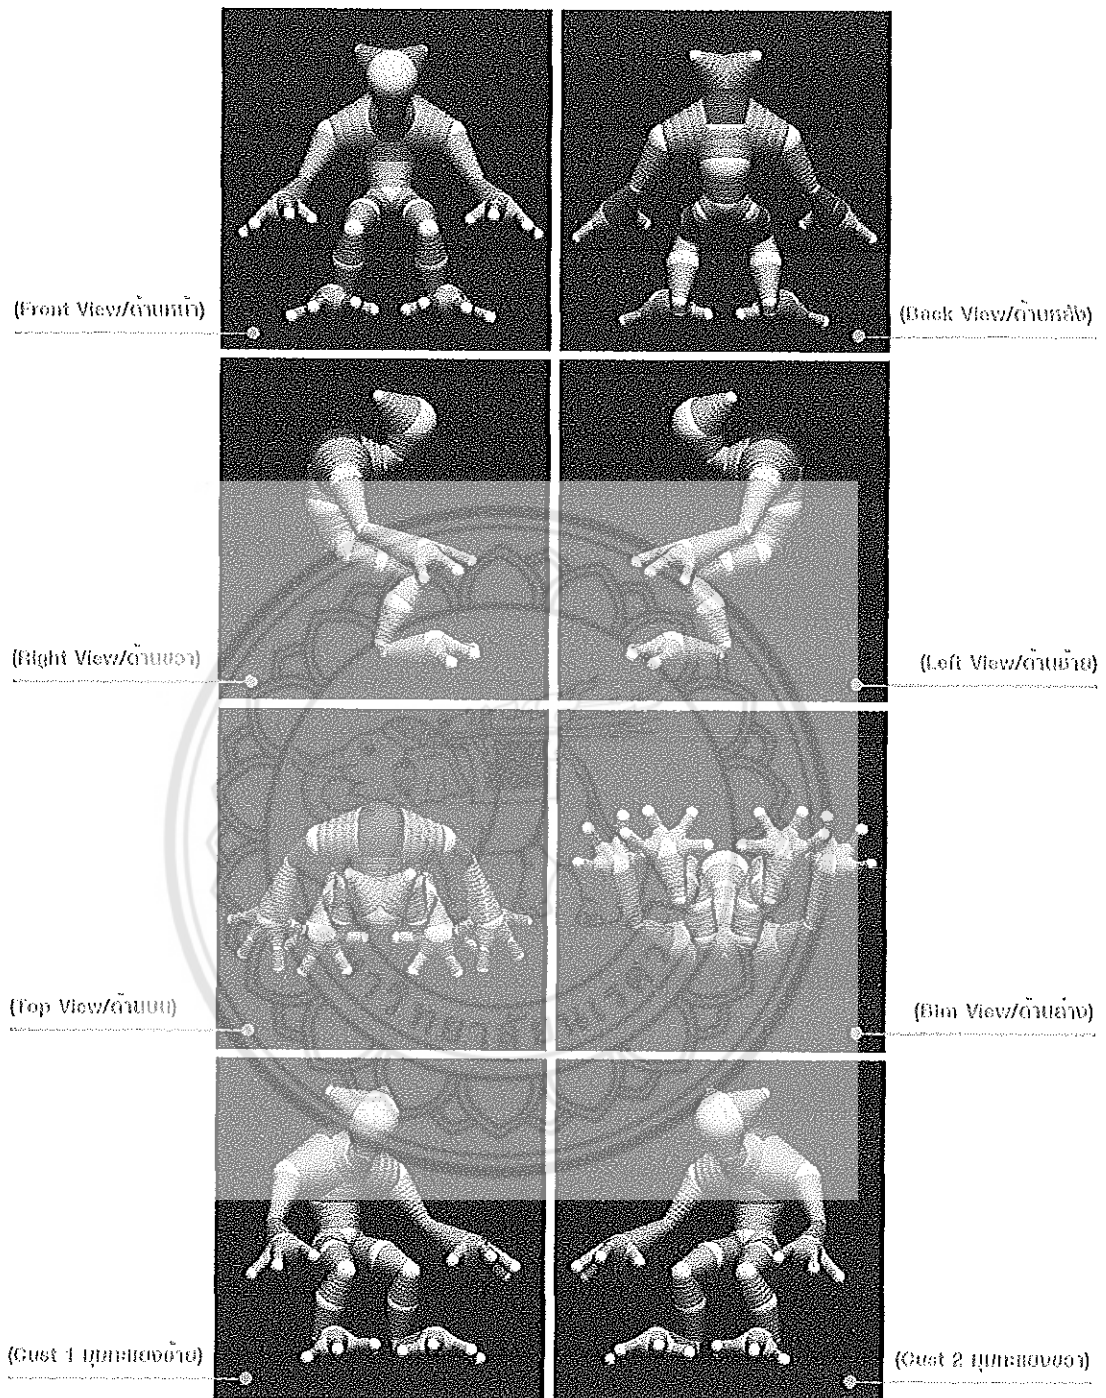 (Front View/ด้านหน้า)
(Back View/ด้านหลัง)
(Right View/ด้านขวา)
(Left View/ด้านซ้าย)
(Top View/ด้านบน)
(Btm View/ด้านล่าง)
(Cust 1 มุมทะแยงซ้าย)
(Cust 2 มุมทะแยงขวา)